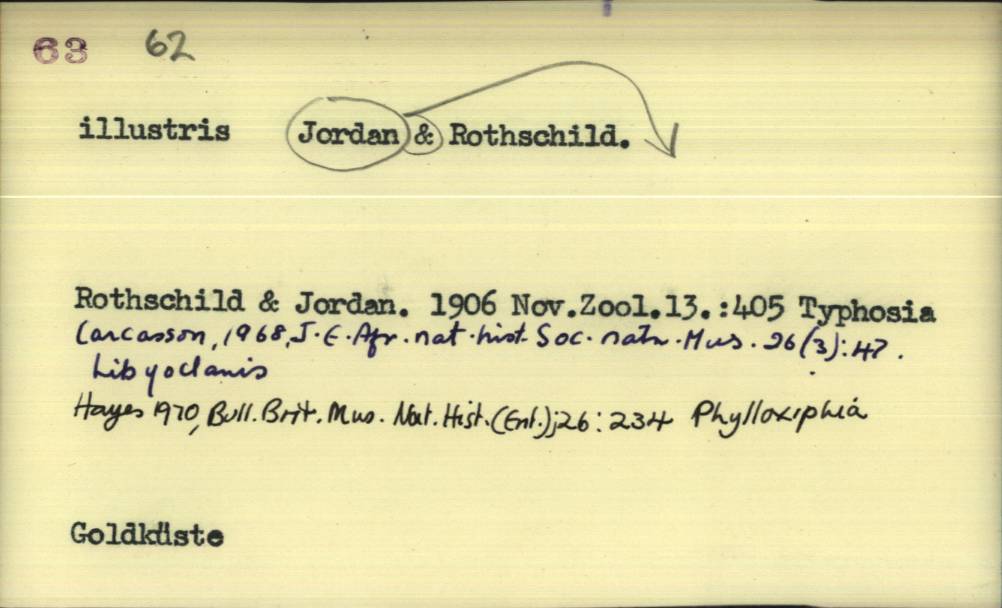 63 62
illustris Jordan & Rothschild.
Rothschild & Jordan. 1906 Nov.Zool.13.:405 Typhosia
Carcasson, 1968, J. E. Afr. nat. hist. Soc. natn. Mus. 26(3): 47.
Libyoclanis
Hayes 1970, Bull. Brit. Mus. Nat. Hist. (Ent.); 26: 234 Phylloxiphia
Goldküste